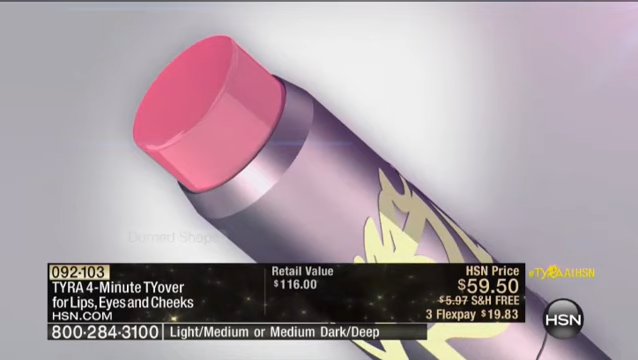 Domed Shape
092-103
TYRA 4-Minute TYover
for Lips, Eyes and Cheeks
HSN.COM
Retail Value
$116.00
HSN Price
$59.50
$5.97 S&H FREE
3 Flexpay $19.83
800-284-3100
Light/Medium or Medium Dark/Deep
#TYRAAtHSN
HSN